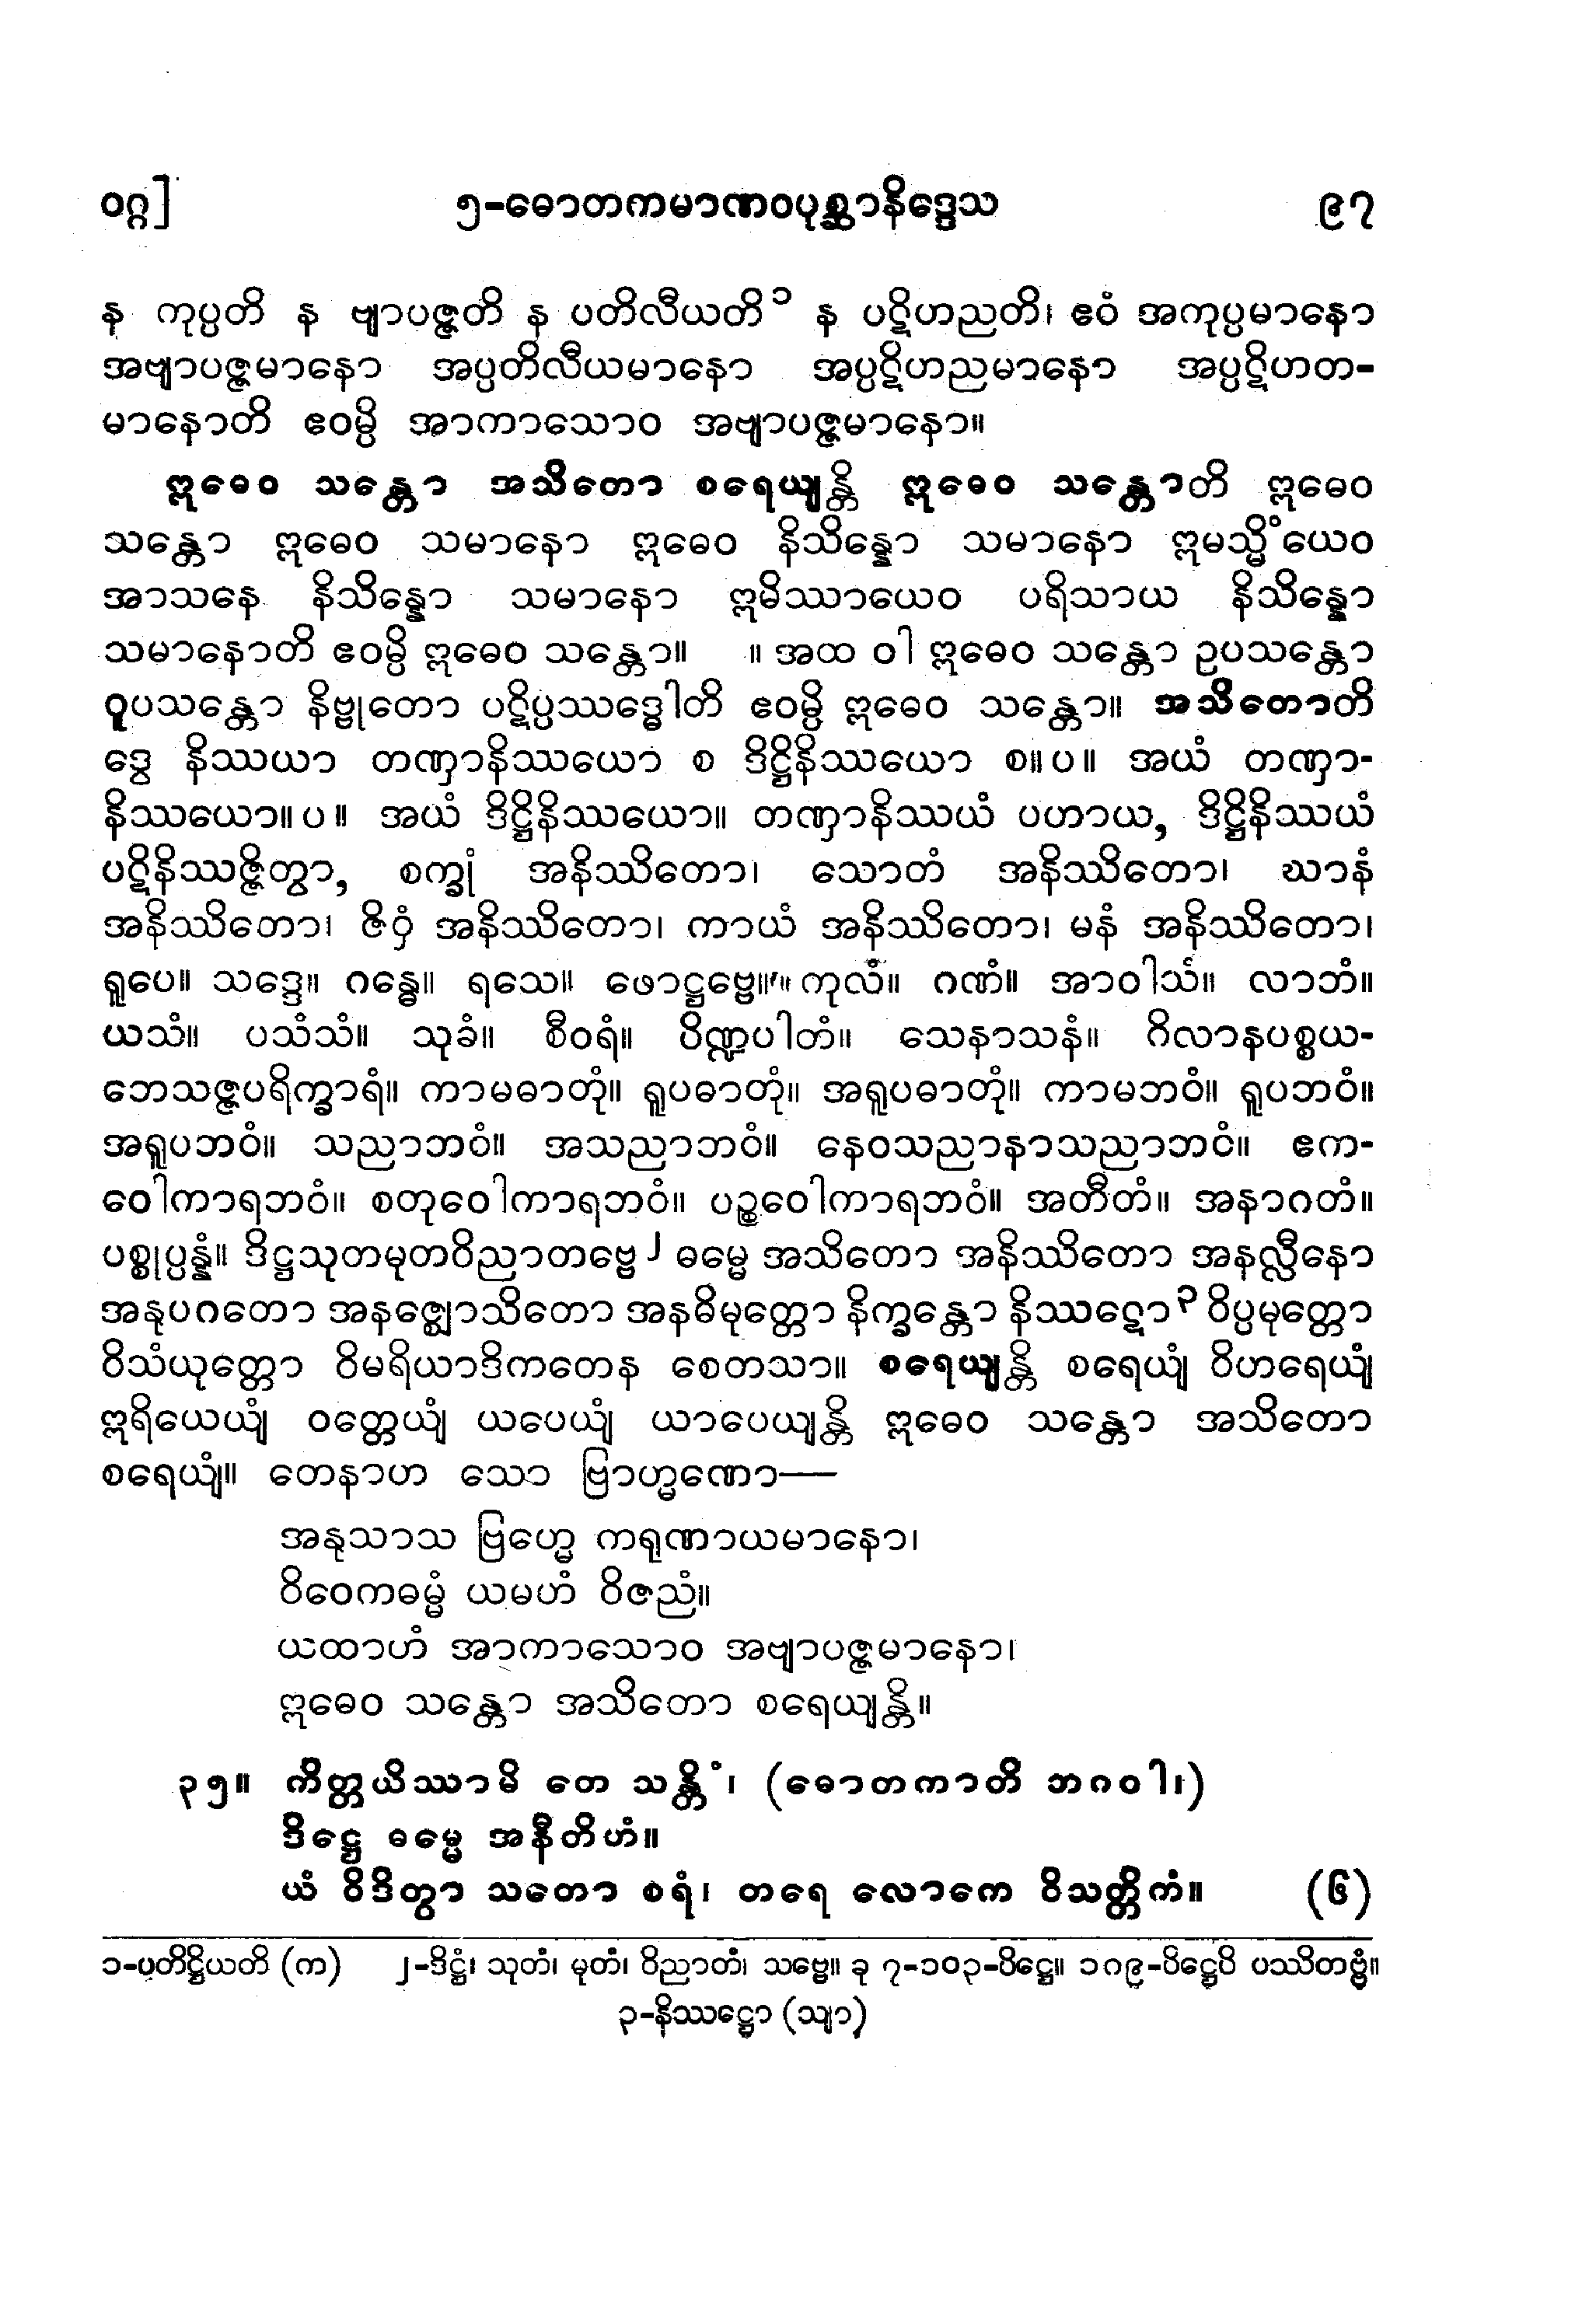 ဝဂ္ဂ] ၅-ဓောတကမာဏဝပုစ္ဆာနိဒ္ဒေသ ၉၇
န ကုပ္ပတိ န ဗျာပဇ္ဇတိ န ပတိလီယတိ ၁ န ပဋိဟညတိ၊ ဧဝံ အကုပ္ပမာနော
အဗျာပဇ္ဇမာနော အပ္ပတိလီယမာနော အပ္ပဋိဟညမာနော အပ္ပဋိဟတ-
မာနောတိ ဧဝမ္ပိ အာကာသောဝ အဗျာပဇ္ဇမာနော။
ဣဓေဝ သန္တော အသိတော စရေယျန္တိ ဣဓေဝ သန္တောတိ ဣဓေဝ
သန္တော ဣဓေဝ သမာနော ဣဓေဝ နိသိန္နော သမာနော ဣမသ္မိံယေဝ
အာသနေ နိသိန္နော သမာနော ဣမိဿာယေဝ ပရိသာယ နိသိန္နော
သမာနောတိ ဧဝမ္ပိ ဣဓေဝ သန္တော။ ။ အထ ဝါ ဣဓေဝ သန္တော ဥပသန္တော
ဝူပသန္တော နိဗ္ဗုတော ပဋိပ္ပဿဒ္ဓေါတိ ဧဝမ္ပိ ဣဓေဝ သန္တော။ အသိတောတိ
ဒွေ နိဿယာ တဏှာနိဿယော စ ဒိဋ္ဌိနိဿယော စ။ပ။ အယံ တဏှာ-
နိဿယော။ပ။ အယံ ဒိဋ္ဌိနိဿယော။ တဏှာနိဿယံ ပဟာယ, ဒိဋ္ဌိနိဿယံ
ပဋိနိဿဇ္ဇိတွာ, စက္ခုံ အနိဿိတော၊ သောတံ အနိဿိတော၊ ဃာနံ
အနိဿိတော၊ ဇိဝှံ အနိဿိတော၊ ကာယံ အနိဿိတော၊ မနံ အနိဿိတော၊
ရူပေ။ သဒ္ဒေ။ ဂန္ဓေ။ ရသေ။ ဖောဋ္ဌဗ္ဗေ။ ကုလံ။ ဂဏံ။ အာဝါသံ။ လာဘံ။
ယသံ။ ပသံသံ။ သုခံ။ စီဝရံ။ ပိဏ္ဍပါတံ။ သေနာသနံ။ ဂိလာနပစ္စယ-
ဘေသဇ္ဇပရိက္ခာရံ။ ကာမဓာတုံ။ ရူပဓာတုံ။ အရူပဓာတုံ။ ကာမဘဝံ။ ရူပဘဝံ။
အရူပဘဝံ။ သညာဘဝံ။ အသညာဘဝံ။ နေဝသညာနာသညာဘဝံ။ ဧက-
ဝေါကာရဘဝံ။ စတုဝေါကာရဘဝံ။ ပဉ္စဝေါကာရဘဝံ။ အတီတံ။ အနာဂတံ။
ပစ္စုပ္ပန္နံ။ ဒိဋ္ဌသုတမုတဝိညာတဗ္ဗေ ၂ ဓမ္မေ အသိတော အနိဿိတော အနလ္လီနော
အနုပဂတော အနဇ္ဈောသိတော အနဓိမုတ္တော နိက္ခန္တော နိဿဋော ၃ ဝိပ္ပမုတ္တော
ဝိသံယုတ္တော ဝိမရိယာဒိကတေန စေတသာ။ စရေယျန္တိ စရေယျံ ဝိဟရေယျံ
ဣရိယေယျံ ဝတ္တေယျံ ယပေယျံ ယာပေယျန္တိ ဣဓေဝ သန္တော အသိတော
စရေယျံ။ တေနာဟ သော ဗြာဟ္မဏော—
အနုသာသ ဗြဟ္မေ ကရုဏာယမာနော၊
ဝိဝေကဓမ္မံ ယမဟံ ဝိဇညံ။
ယထာဟံ အာကာသောဝ အဗျာပဇ္ဇမာနော၊
ဣဓေဝ သန္တော အသိတော စရေယျန္တိ။
၃၅။ ကိတ္တယိဿာမိ တေ သန္တိံ၊ (ဓောတကာတိ ဘဂဝါ၊)
ဒိဋ္ဌေ ဓမ္မေ အနီတိဟံ။
ယံ ဝိဒိတွာ သတော စရံ၊ တရေ လောကေ ဝိသတ္တိကံ။ (၆)
၁-ပတိဋ္ဌိယတိ (က) ၂-ဒိဋ္ဌံ၊ သုတံ၊ မုတံ၊ ဝိညာတံ၊ သဗ္ဗေ။ ခု ၇-၁၀၃-ပိဋ္ဌေ။ ၁၈၉-ပိဋ္ဌေပိ ပဿိတဗ္ဗံ။
၃-နိဿဋ္ဌော (သျာ)